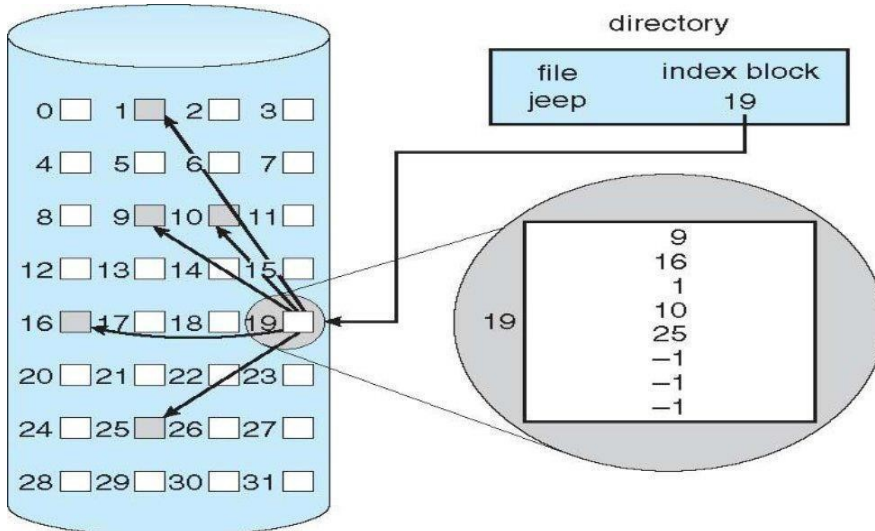 directory
file index block
jeep 19
0 1 2 3
4 5 6 7
8 9 10 11
12 13 14 15
16 17 18 19
20 21 22 23
24 25 26 27
28 29 30 31
19
9
16
1
10
25
–1
–1
–1